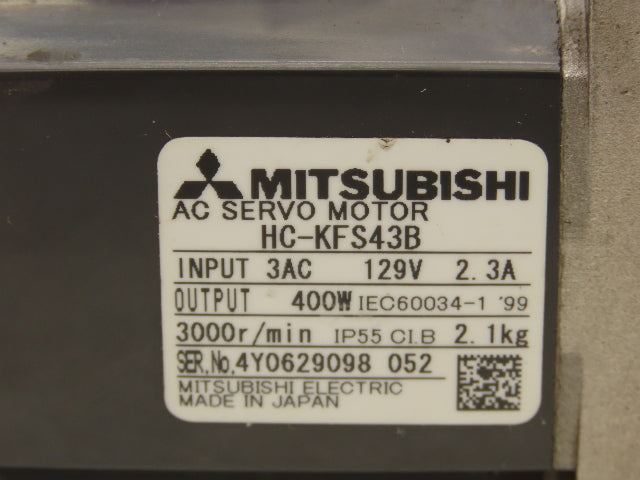 MITSUBISHI
AC SERVO MOTOR
HC-KFS43B
INPUT 3AC 129V 2.3A
OUTPUT 400W IEC60034-1 '99
3000r/min IP55 CI.B 2.1kg
SER.No.4Y0629098 052
MITSUBISHI ELECTRIC
MADE IN JAPAN